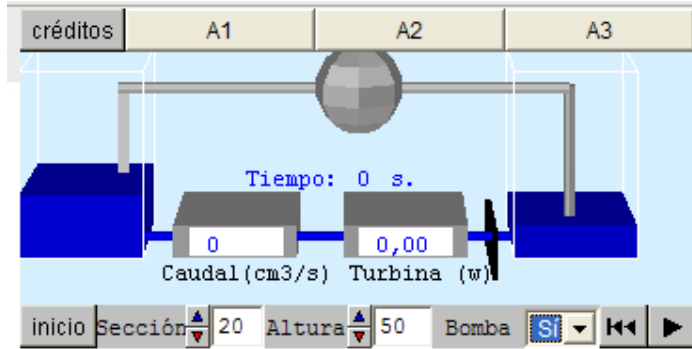 créditos A1 A2 A3
Tiempo: 0 s.
0 0,00
Caudal(cm3/s) Turbina (w)
inicio Sección 20 Altura 50 Bomba Sí